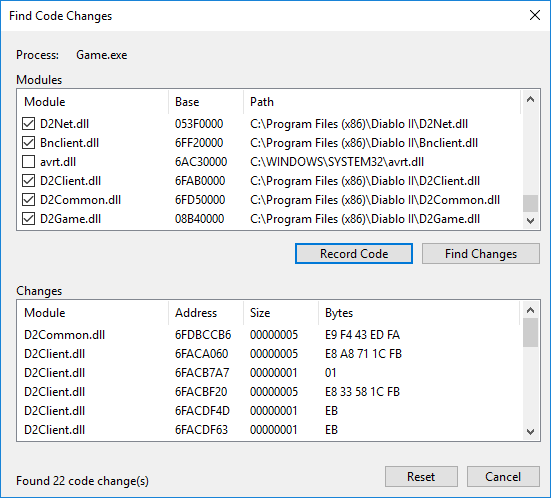 Find Code Changes
Process: Game.exe
Modules
Module Base Path
D2Net.dll 053F0000 C:\Program Files (x86)\Diablo II\D2Net.dll
Bnclient.dll 6FF20000 C:\Program Files (x86)\Diablo II\Bnclient.dll
avrt.dll 6AC30000 C:\WINDOWS\SYSTEM32\avrt.dll
D2Client.dll 6FAB0000 C:\Program Files (x86)\Diablo II\D2Client.dll
D2Common.dll 6FD50000 C:\Program Files (x86)\Diablo II\D2Common.dll
D2Game.dll 08B40000 C:\Program Files (x86)\Diablo II\D2Game.dll
Record Code Find Changes
Changes
Module Address Size Bytes
D2Common.dll 6FDBCCB6 00000005 E9 F4 43 ED FA
D2Client.dll 6FACA060 00000005 E8 A8 71 1C FB
D2Client.dll 6FACB7A7 00000001 01
D2Client.dll 6FACBF20 00000005 E8 33 58 1C FB
D2Client.dll 6FACDF4D 00000001 EB
D2Client.dll 6FACDF63 00000001 EB
Found 22 code change(s) Reset Cancel